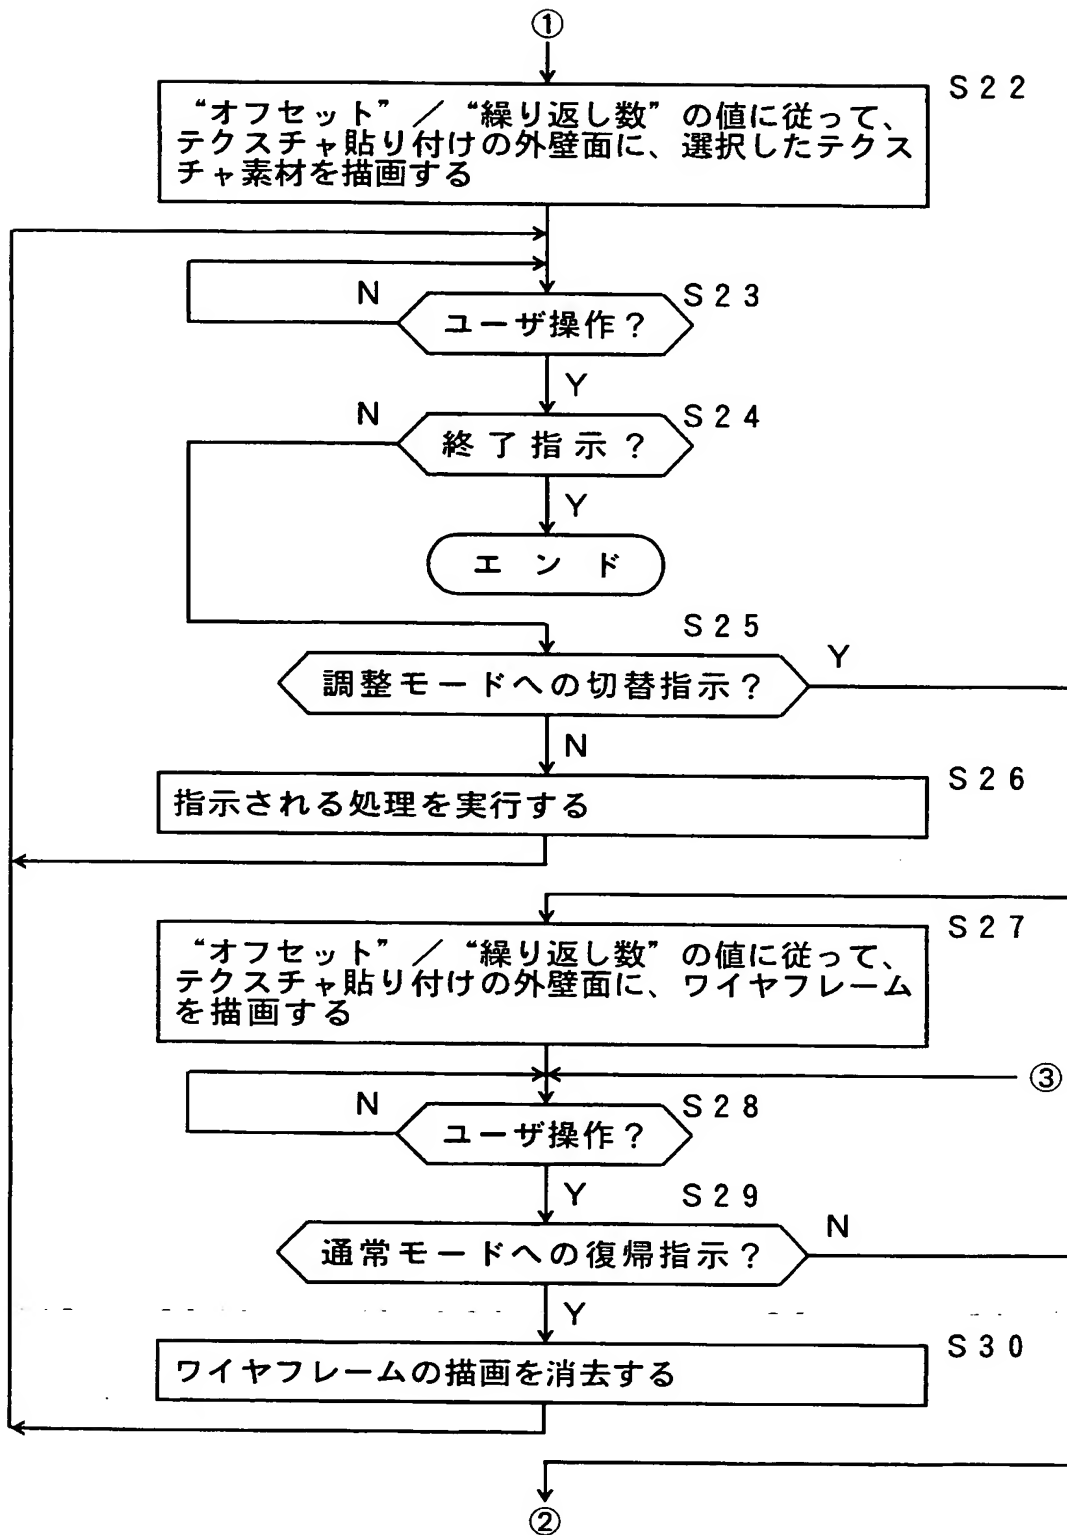 ①
S22
“オフセット”／“繰り返し数”の値に従って、
テクスチャ貼り付けの外壁面に、選択したテクス
チャ素材を描画する
N
S23
ユーザ操作？
Y
N
S24
終了指示？
Y
エンド
S25
調整モードへの切替指示？
Y
N
S26
指示される処理を実行する
S27
“オフセット”／“繰り返し数”の値に従って、
テクスチャ貼り付けの外壁面に、ワイヤフレーム
を描画する
③
N
S28
ユーザ操作？
Y
S29
通常モードへの復帰指示？
N
Y
S30
ワイヤフレームの描画を消去する
②